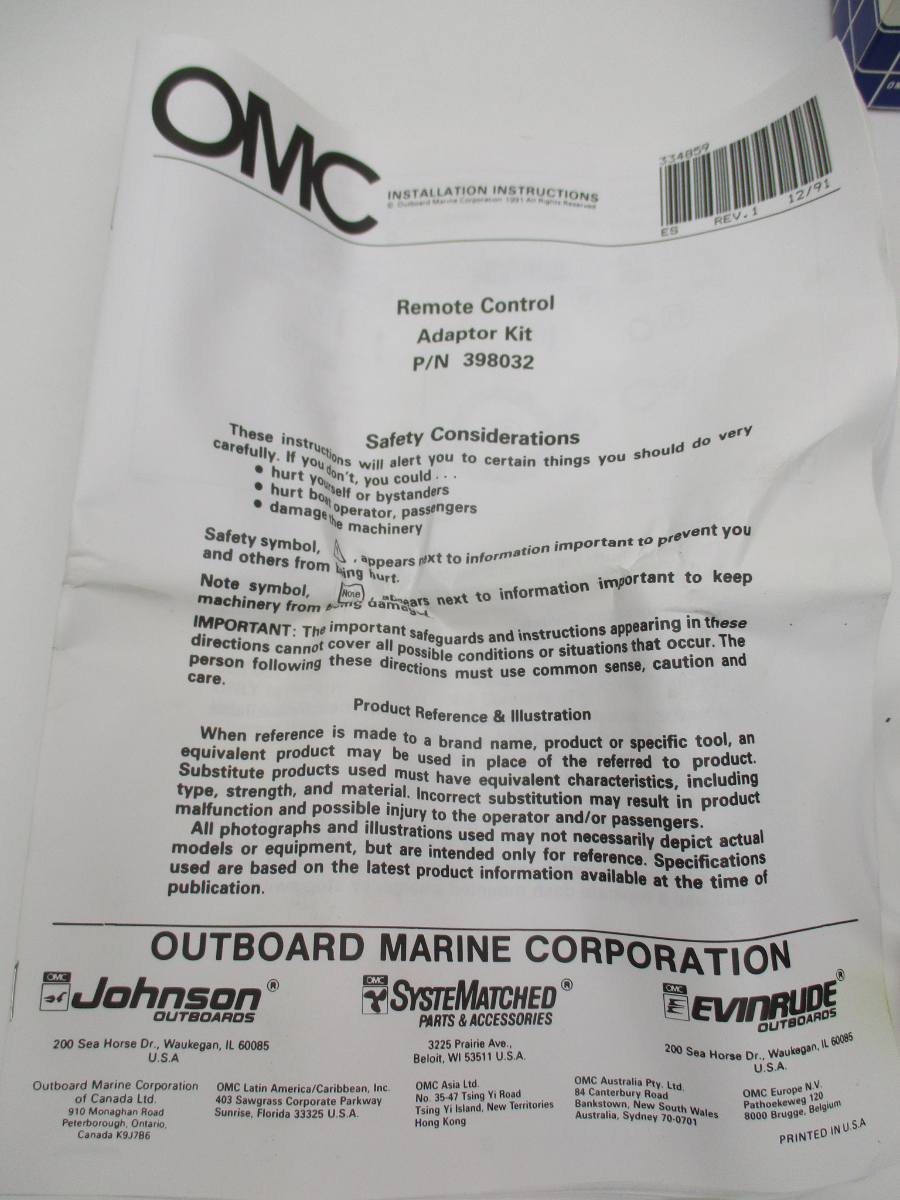 OMC
INSTALLATION INSTRUCTIONS
© Outboard Marine Corporation 1991 All Rights Reserved
334859
ES REV.1 12/91
Remote Control
Adaptor Kit
P/N 398032
Safety Considerations
These instructions will alert you to certain things you should do very
carefully. If you don't, you could . . .
• hurt yourself or bystanders
• hurt boat operator, passengers
• damage the machinery
Safety symbol, , appears next to information important to prevent you
and others from being hurt.
Note symbol, Note , appears next to information important to keep
machinery from being damaged.
IMPORTANT: The important safeguards and instructions appearing in these
directions cannot cover all possible conditions or situations that occur. The
person following these directions must use common sense, caution and
care.
Product Reference & Illustration
When reference is made to a brand name, product or specific tool, an
equivalent product may be used in place of the referred to product.
Substitute products used must have equivalent characteristics, including
type, strength, and material. Incorrect substitution may result in product
malfunction and possible injury to the operator and/or passengers.
All photographs and illustrations used may not necessarily depict actual
models or equipment, but are intended only for reference. Specifications
used are based on the latest product information available at the time of
publication.
OUTBOARD MARINE CORPORATION
OMC
Johnson®
OUTBOARDS
200 Sea Horse Dr., Waukegan, IL 60085
U.S.A
OMC
SYSTEMATCHED®
PARTS & ACCESSORIES
3225 Prairie Ave.,
Beloit, WI 53511 U.S.A.
OMC
EVINRUDE®
OUTBOARDS
200 Sea Horse Dr., Waukegan, IL 60085
U.S.A.
Outboard Marine Corporation
of Canada Ltd.
910 Monaghan Road
Peterborough, Ontario,
Canada K9J7B6
OMC Latin America/Caribbean, Inc.
403 Sawgrass Corporate Parkway
Sunrise, Florida 33325 U.S.A.
OMC Asia Ltd.
No. 35-47 Tsing Yi Road
Tsing Yi Island, New Territories
Hong Kong
OMC Australia Pty. Ltd.
84 Canterbury Road
Bankstown, New South Wales
Australia, Sydney 70-0701
OMC Europe N.V.
Pathoekeweg 120
8000 Brugge, Belgium
PRINTED IN U.S.A